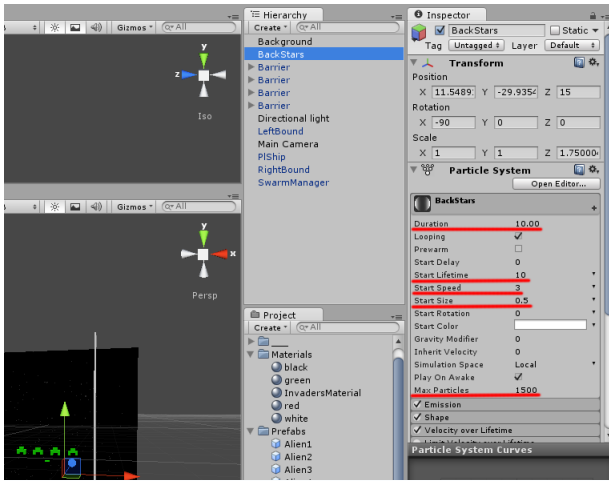 Gizmos All
y
z
Iso
Gizmos All
y
x
Persp
Hierarchy
Create All
Background
BackStars
Barrier
Barrier
Barrier
Barrier
Directional light
LeftBound
Main Camera
PlShip
RightBound
SwarmManager
Project
Create All
___
Materials
black
green
InvadersMaterial
red
white
Prefabs
Alien1
Alien2
Alien3
Inspector
BackStars Static
Tag Untagged Layer Default
Transform
Position
X 11.5489 Y -29.9354 Z 15
Rotation
X -90 Y 0 Z 0
Scale
X 1 Y 1 Z 1.75000
Particle System
Open Editor...
BackStars
Duration 10.00
Looping
Prewarm
Start Delay 0
Start Lifetime 10
Start Speed 3
Start Size 0.5
Start Rotation 0
Start Color
Gravity Modifier 0
Inherit Velocity 0
Simulation Space Local
Play On Awake
Max Particles 1500
Emission
Shape
Velocity over Lifetime
Limit Velocity over Lifetime
Particle System Curves